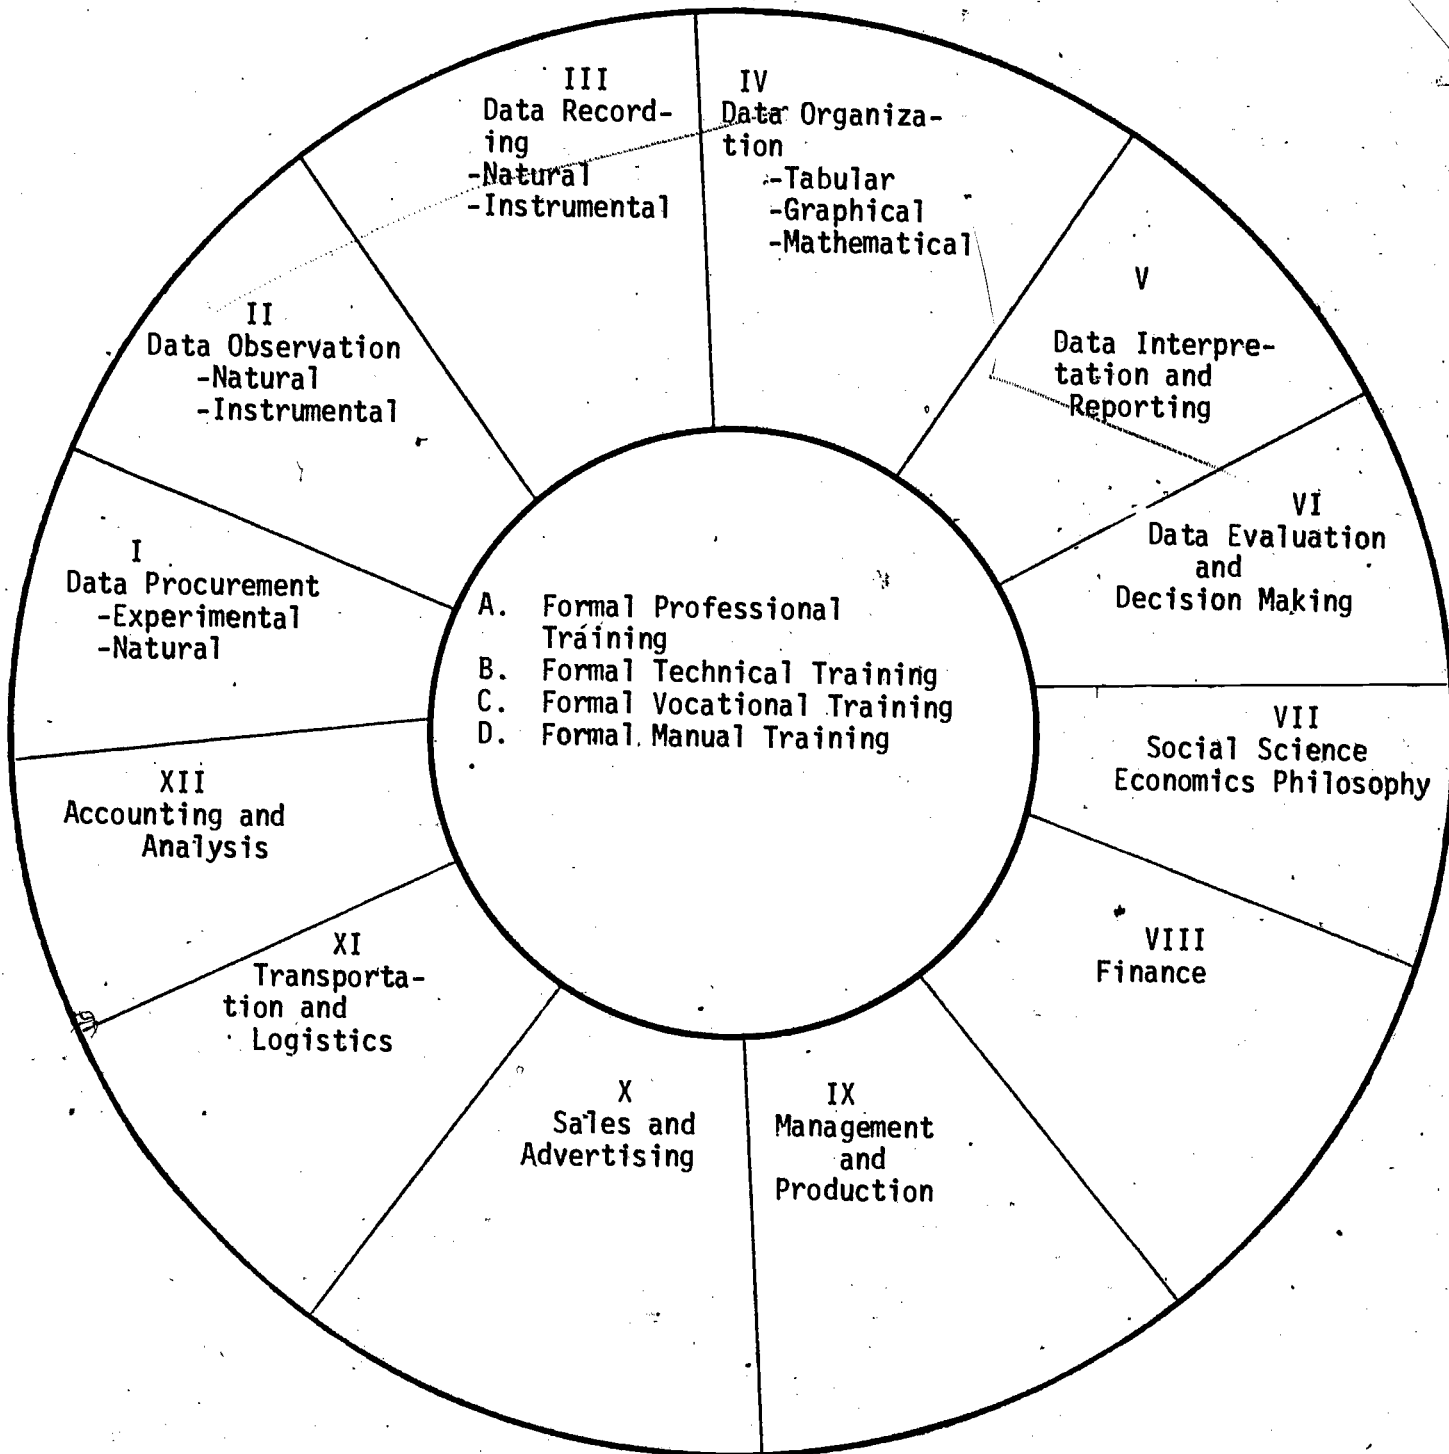 III
Data Record-
ing
-Natural
-Instrumental
IV
Data Organiza-
tion
-Tabular
-Graphical
-Mathematical
V
Data Interpre-
tation and
Reporting
VI
Data Evaluation
and
Decision Making
VII
Social Science
Economics Philosophy
VIII
Finance
IX
Management
and
Production
X
Sales and
Advertising
XI
Transporta-
tion and
Logistics
XII
Accounting and
Analysis
I
Data Procurement
-Experimental
-Natural
II
Data Observation
-Natural
-Instrumental
A. Formal Professional
Training
B. Formal Technical Training
C. Formal Vocational Training
D. Formal Manual Training